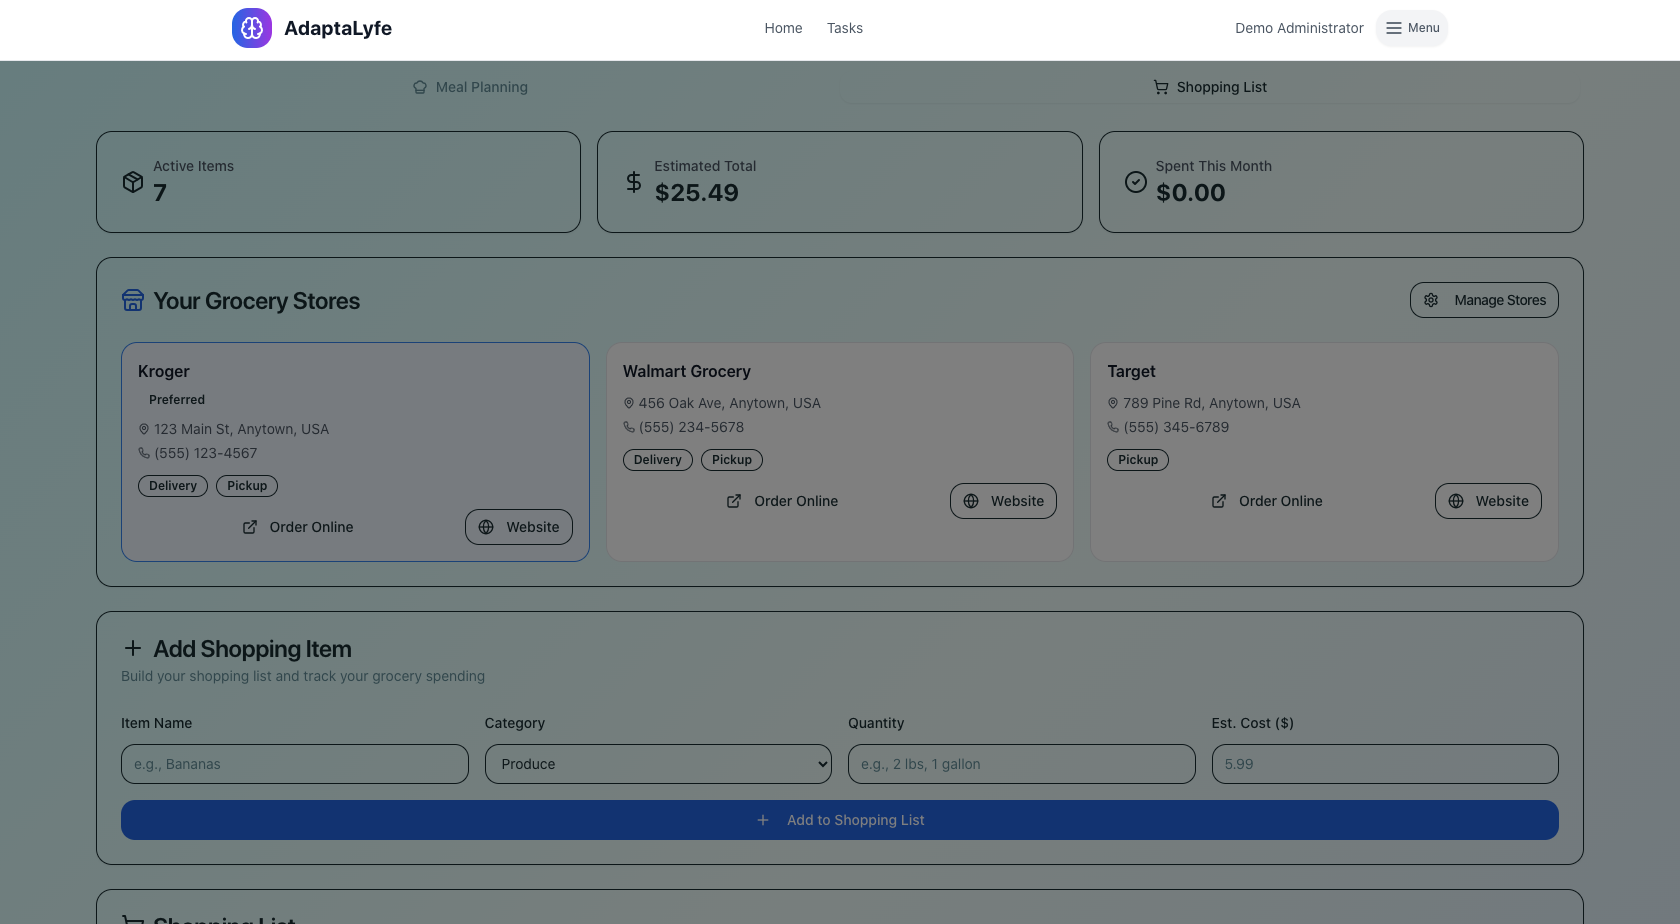 AdaptaLyfe
Home Tasks
Demo Administrator Menu
Meal Planning
Shopping List
Active Items
7
Estimated Total
$25.49
Spent This Month
$0.00
Your Grocery Stores
Manage Stores
Kroger
Preferred
123 Main St, Anytown, USA
(555) 123-4567
Delivery Pickup
Order Online Website
Walmart Grocery
456 Oak Ave, Anytown, USA
(555) 234-5678
Delivery Pickup
Order Online Website
Target
789 Pine Rd, Anytown, USA
(555) 345-6789
Pickup
Order Online Website
Add Shopping Item
Build your shopping list and track your grocery spending
Item Name
e.g., Bananas
Category
Produce
Quantity
e.g., 2 lbs, 1 gallon
Est. Cost ($)
5.99
Add to Shopping List
Shopping List